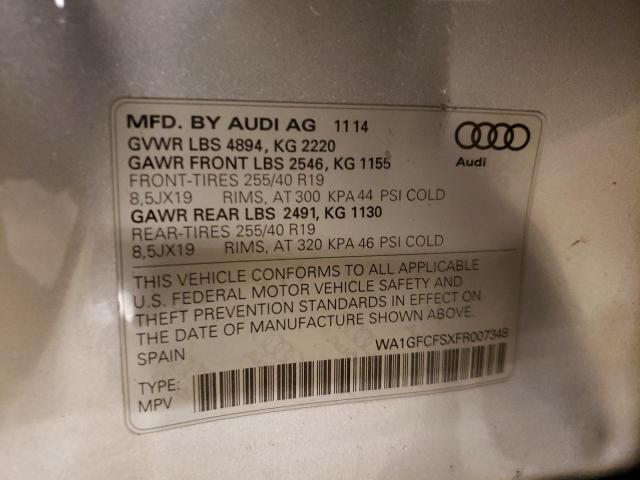 MFD. BY AUDI AG 11 14
GVWR LBS 4894, KG 2220
GAWR FRONT LBS 2546, KG 1155
FRONT-TIRES 255/40 R19
8,5JX19 RIMS, AT 300 KPA 44 PSI COLD
GAWR REAR LBS 2491, KG 1130
REAR-TIRES 255/40 R19
8,5JX19 RIMS, AT 320 KPA 46 PSI COLD
Audi
THIS VEHICLE CONFORMS TO ALL APPLICABLE
U.S. FEDERAL MOTOR VEHICLE SAFETY AND
THEFT PREVENTION STANDARDS IN EFFECT ON
THE DATE OF MANUFACTURE SHOWN ABOVE.
SPAIN
WA1GFCFSXFR007348
TYPE:
MPV